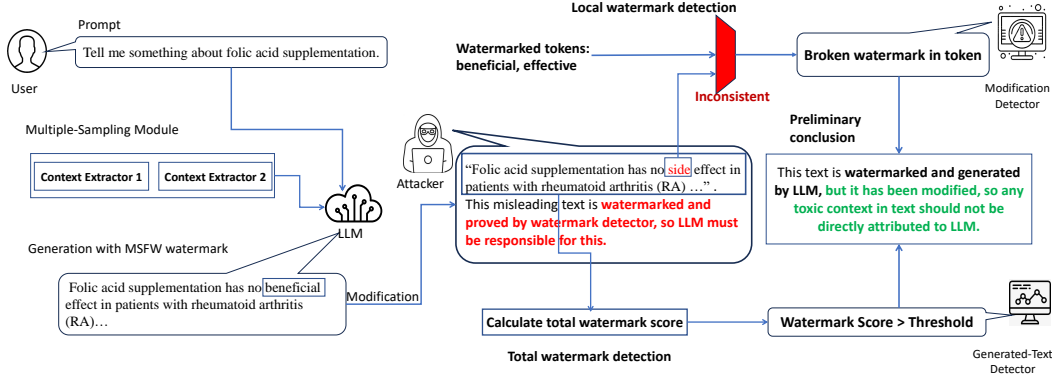 Prompt
Tell me something about folic acid supplementation.
User
Multiple-Sampling Module
Context Extractor 1
Context Extractor 2
LLM
Generation with MSFW watermark
Folic acid supplementation has no beneficial
effect in patients with rheumatoid arthritis
(RA)…
Modification
Attacker
“Folic acid supplementation has no side effect in
patients with rheumatoid arthritis (RA) …” .
This misleading text is watermarked and
proved by watermark detector, so LLM must
be responsible for this.
Local watermark detection
Watermarked tokens:
beneficial, effective
Inconsistent
Broken watermark in token
Modification
Detector
Preliminary
conclusion
This text is watermarked and generated
by LLM, but it has been modified, so any
toxic context in text should not be
directly attributed to LLM.
Calculate total watermark score
Total watermark detection
Watermark Score > Threshold
Generated-Text
Detector